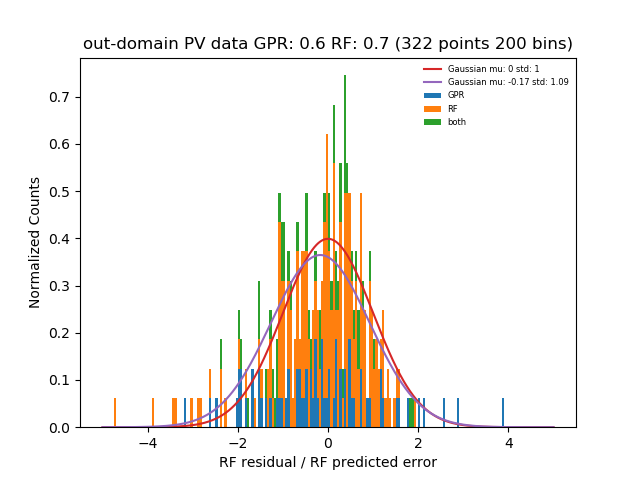 out-domain PV data GPR: 0.6 RF: 0.7 (322 points 200 bins)
Gaussian mu: 0 std: 1
Gaussian mu: -0.17 std: 1.09
GPR
RF
both
Normalized Counts
0.7
0.6
0.5
0.4
0.3
0.2
0.1
0.0
−4 −2 0 2 4
RF residual / RF predicted error